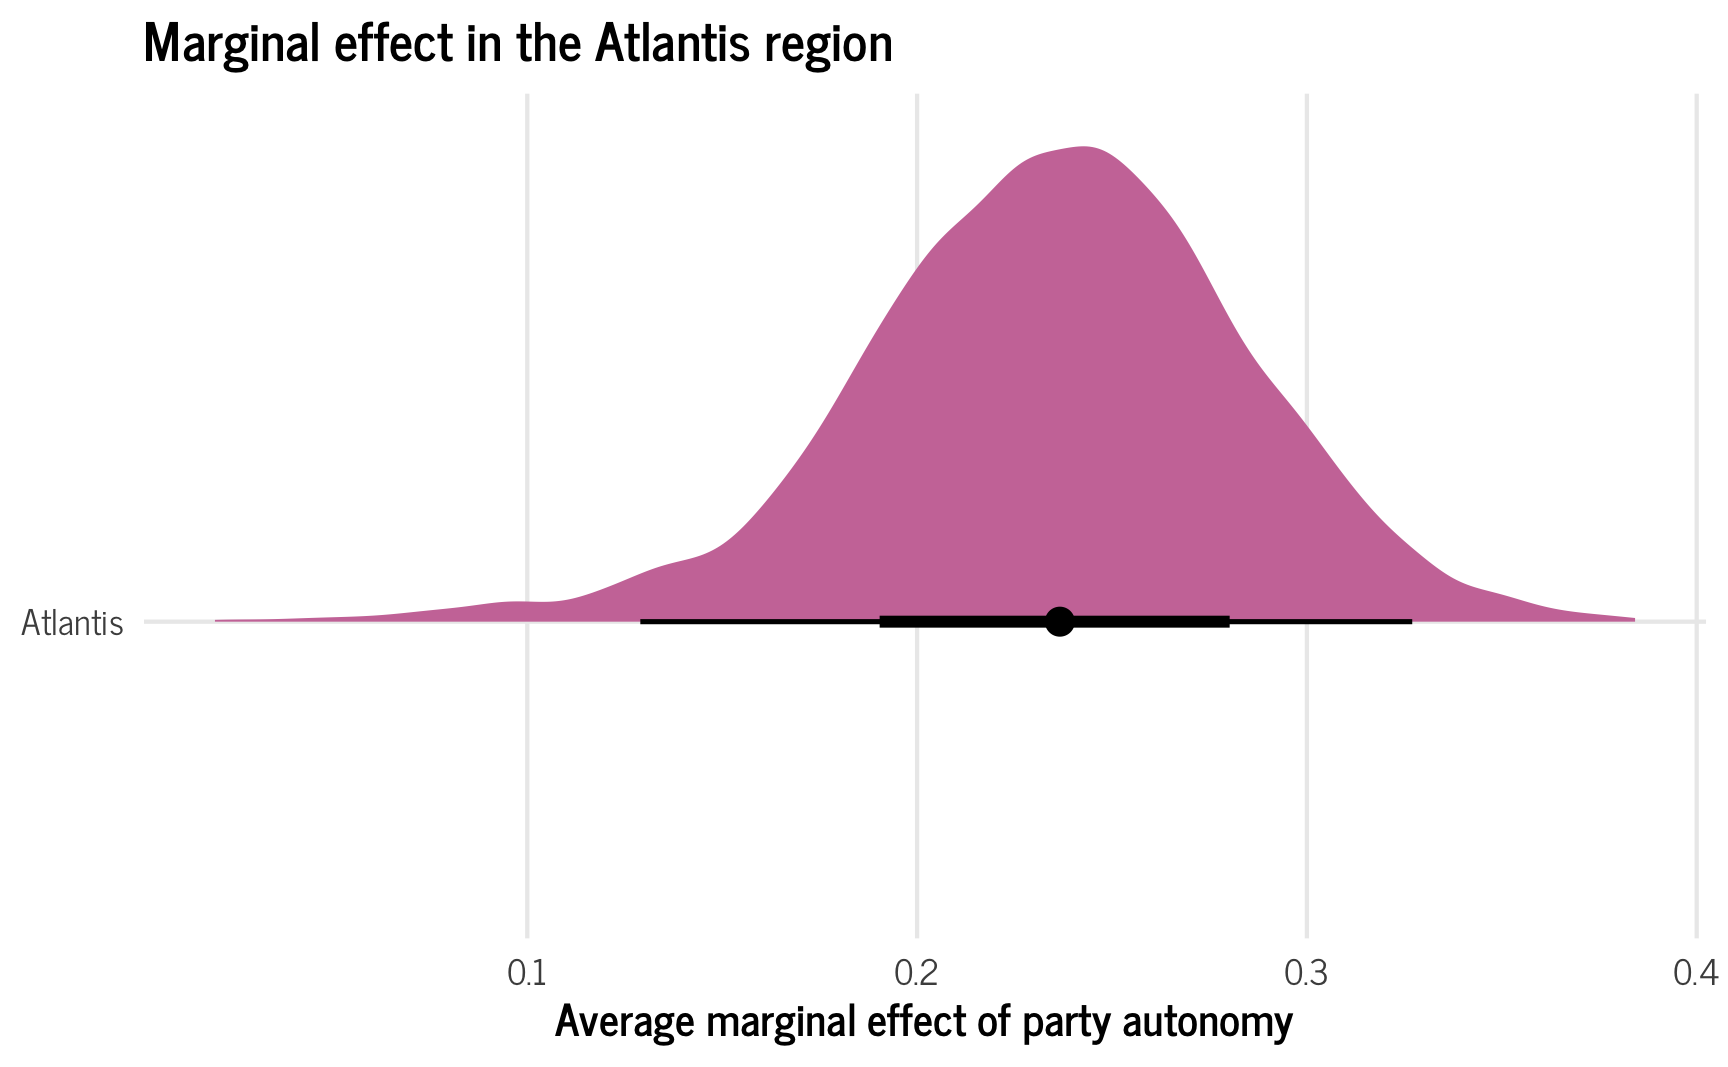 Marginal effect in the Atlantis region
Atlantis
0.1 0.2 0.3 0.4
Average marginal effect of party autonomy